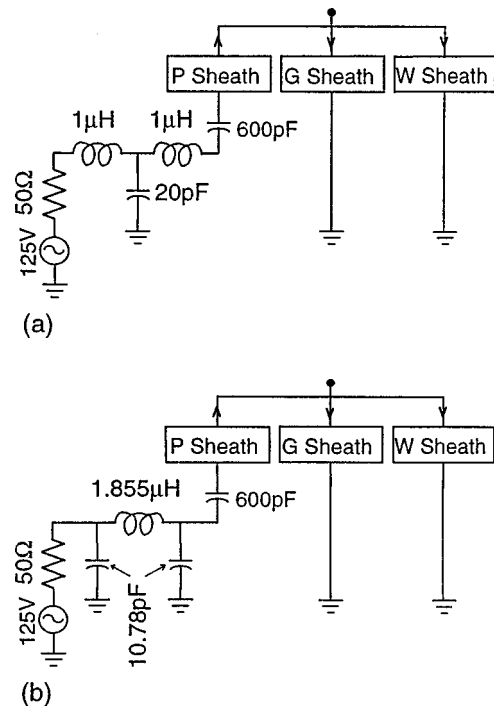 P Sheath G Sheath W Sheath
1μH 1μH
600pF
20pF
125V 50Ω
(a)
P Sheath G Sheath W Sheath
1.855μH
600pF
10.78pF
125V 50Ω
(b)